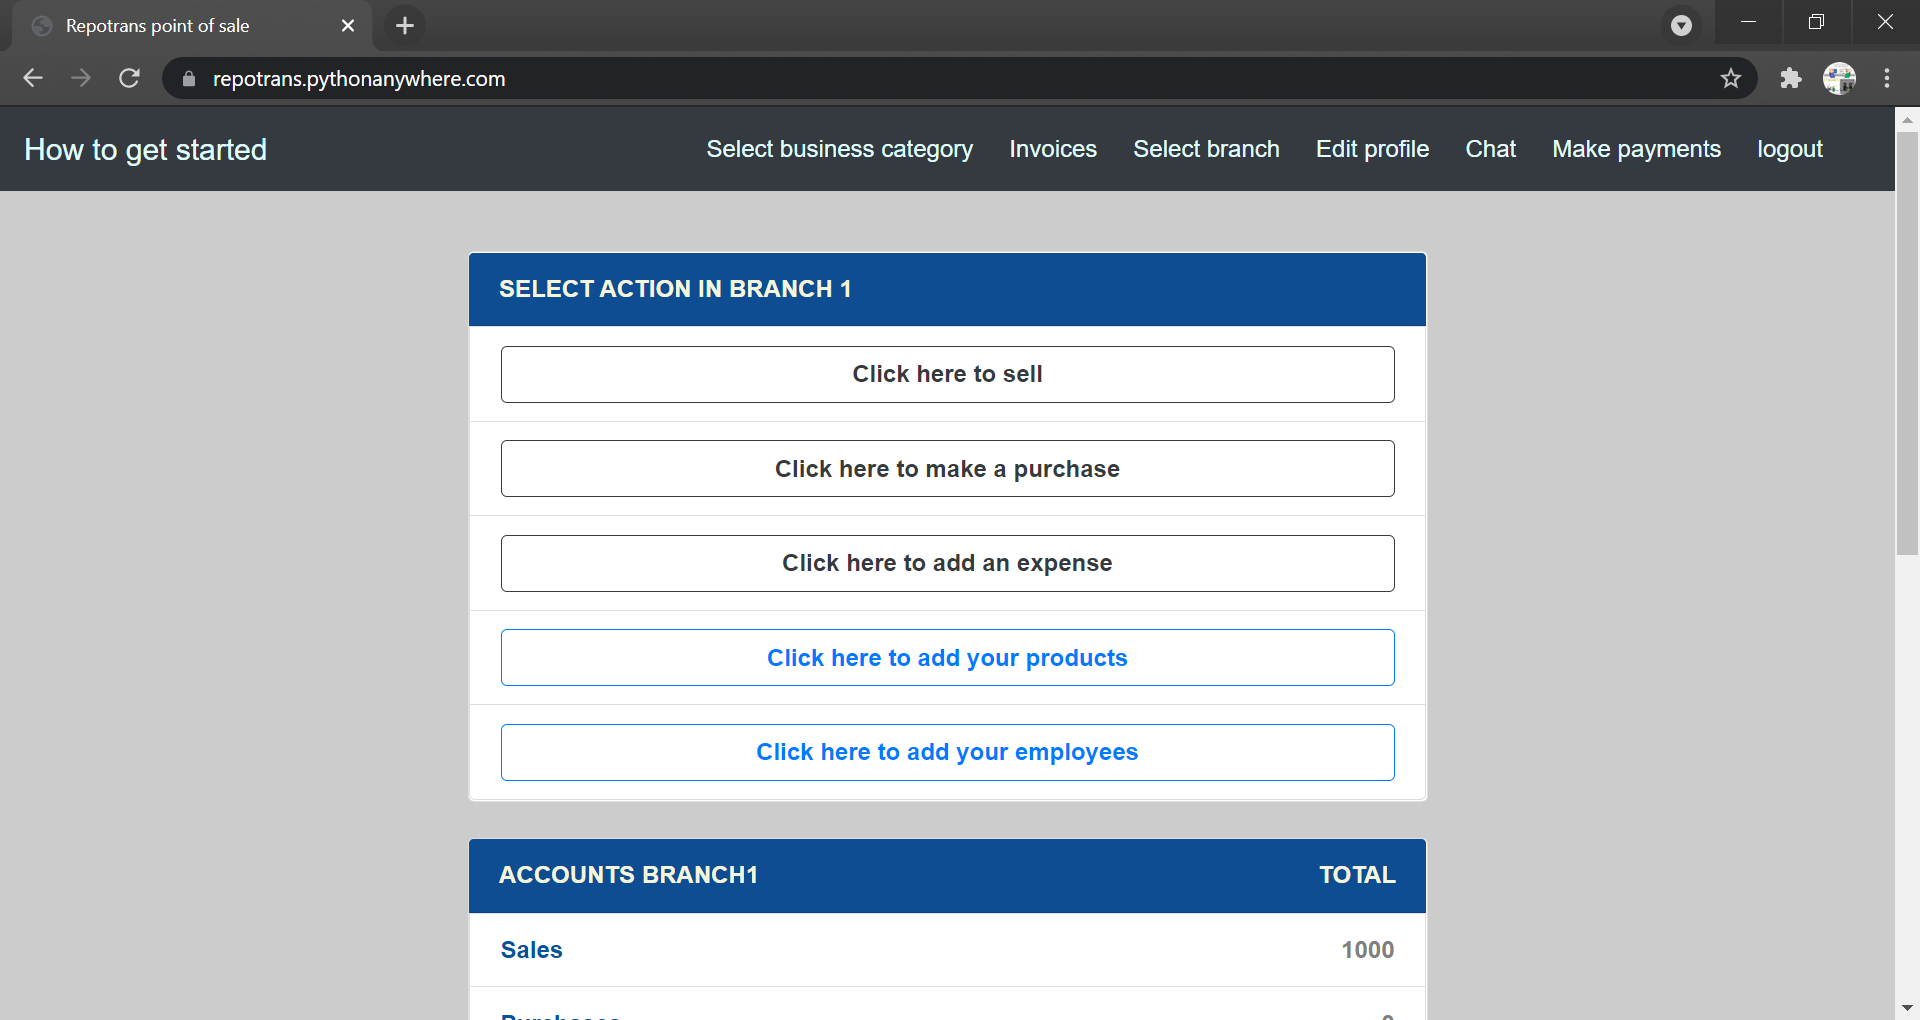 Repotrans point of sale
repotrans.pythonanywhere.com
How to get started
Select business category
Invoices
Select branch
Edit profile
Chat
Make payments
logout
SELECT ACTION IN BRANCH 1
Click here to sell
Click here to make a purchase
Click here to add an expense
Click here to add your products
Click here to add your employees
ACCOUNTS BRANCH1 TOTAL
Sales 1000